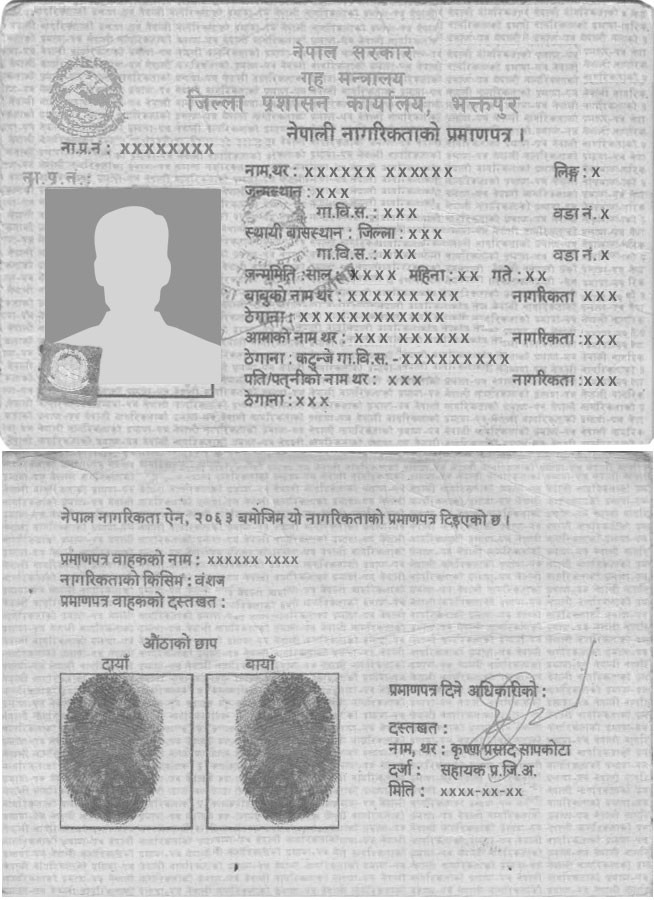 नेपाल सरकार
गृह मन्त्रालय
जिल्ला प्रशासन कार्यालय, भक्तपुर
नेपाली नागरिकताको प्रमाणपत्र ।
ना.प्र.नं : XXXXXXXX
ना.प.नं.:
नाम,थर : XXXXXX XXXXXX लिङ्ग : X
जन्मस्थान : XXX
गा.वि.स. : XXX वडा नं. X
स्थायी बासस्थान : जिल्ला : XXX
गा.वि.स. : XXX वडा नं. X
जन्ममिति :साल : XXXX महिना : XX गते : XX
बाबुको नाम थर : XXXXXX XXX नागरिकता XXX
ठेगाना : XXXXXXXXXXXX
आमाको नाम थर : XXX XXXXXX नागरिकता :XXX
ठेगाना : कटुन्जे गा.वि.स. - XXXXXXXXX
पति/पत्नीको नाम थर : XXX नागरिकता :XXX
ठेगाना : XXX
नेपाल नागरिकता ऐन, २०६३ बमोजिम यो नागरिकताको प्रमाणपत्र दिइएको छ ।
प्रमाणपत्र वाहकको नाम : XXXXXX XXXX
नागरिकताको किसिम : वंशज
प्रमाणपत्र वाहकको दस्तखत :
औंठाको छाप
दायाँ बायाँ
प्रमाणपत्र दिने अधिकारीको :
दस्तखत :
नाम, थर : कृष्ण प्रसाद सापकोटा
दर्जा : सहायक प्र.जि.अ.
मिति : xxxx-xx-xx